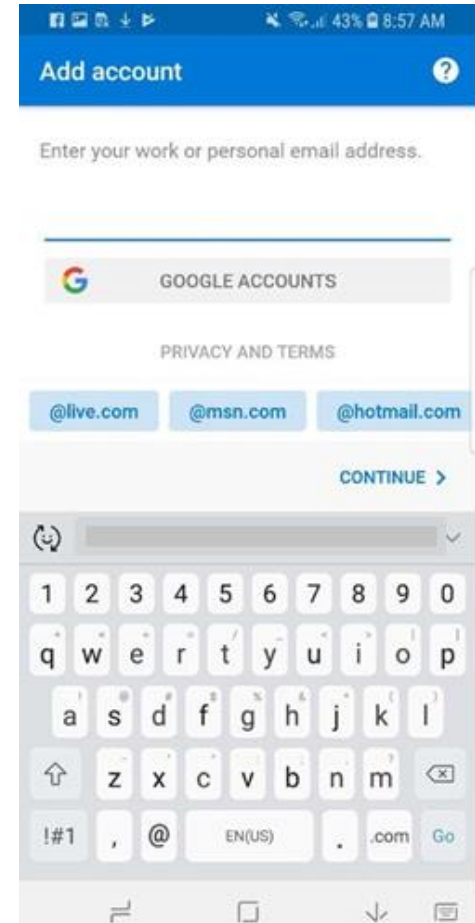 43% 8:57 AM
Add account ?
Enter your work or personal email address.
G GOOGLE ACCOUNTS
PRIVACY AND TERMS
@live.com @msn.com @hotmail.com
CONTINUE >
1 2 3 4 5 6 7 8 9 0
q w e r t y u i o p
a s d f g h j k l
z x c v b n m
!#1 , @ EN(US) . .com Go